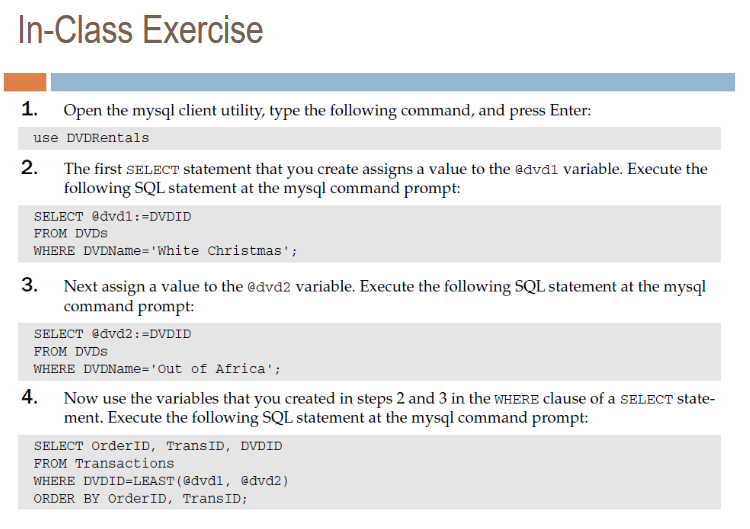 In-Class Exercise
1. Open the mysql client utility, type the following command, and press Enter:
use DVDRentals
2. The first SELECT statement that you create assigns a value to the @dvd1 variable. Execute the
following SQL statement at the mysql command prompt:
SELECT @dvd1:=DVDID
FROM DVDs
WHERE DVDName='White Christmas';
3. Next assign a value to the @dvd2 variable. Execute the following SQL statement at the mysql
command prompt:
SELECT @dvd2:=DVDID
FROM DVDs
WHERE DVDName='Out of Africa';
4. Now use the variables that you created in steps 2 and 3 in the WHERE clause of a SELECT state-
ment. Execute the following SQL statement at the mysql command prompt:
SELECT OrderID, TransID, DVDID
FROM Transactions
WHERE DVDID=LEAST(@dvd1, @dvd2)
ORDER BY OrderID, TransID;